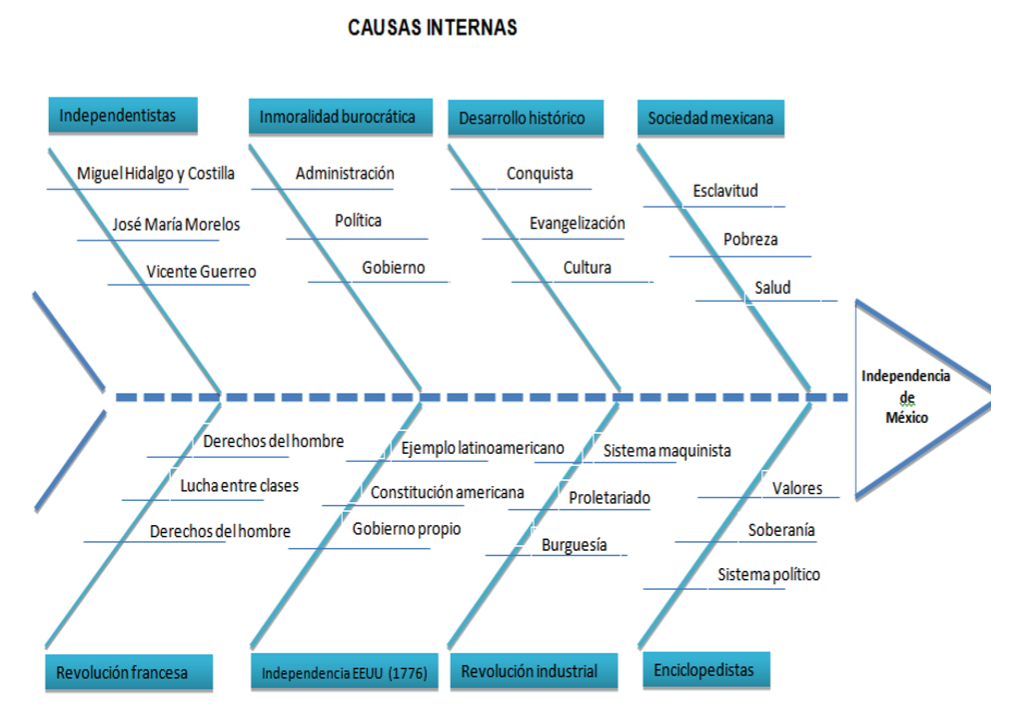 CAUSAS INTERNAS
Independentistas
Inmoralidad burocrática
Desarrollo histórico
Sociedad mexicana
Miguel Hidalgo y Costilla
Administración
Conquista
Esclavitud
José María Morelos
Política
Evangelización
Pobreza
Vicente Guerreo
Gobierno
Cultura
Salud
Independencia
de
México
Derechos del hombre
Ejemplo latinoamericano
Sistema maquinista
Valores
Lucha entre clases
Constitución americana
Proletariado
Soberanía
Derechos del hombre
Gobierno propio
Burguesía
Sistema político
Revolución francesa
Independencia EEUU (1776)
Revolución industrial
Enciclopedistas